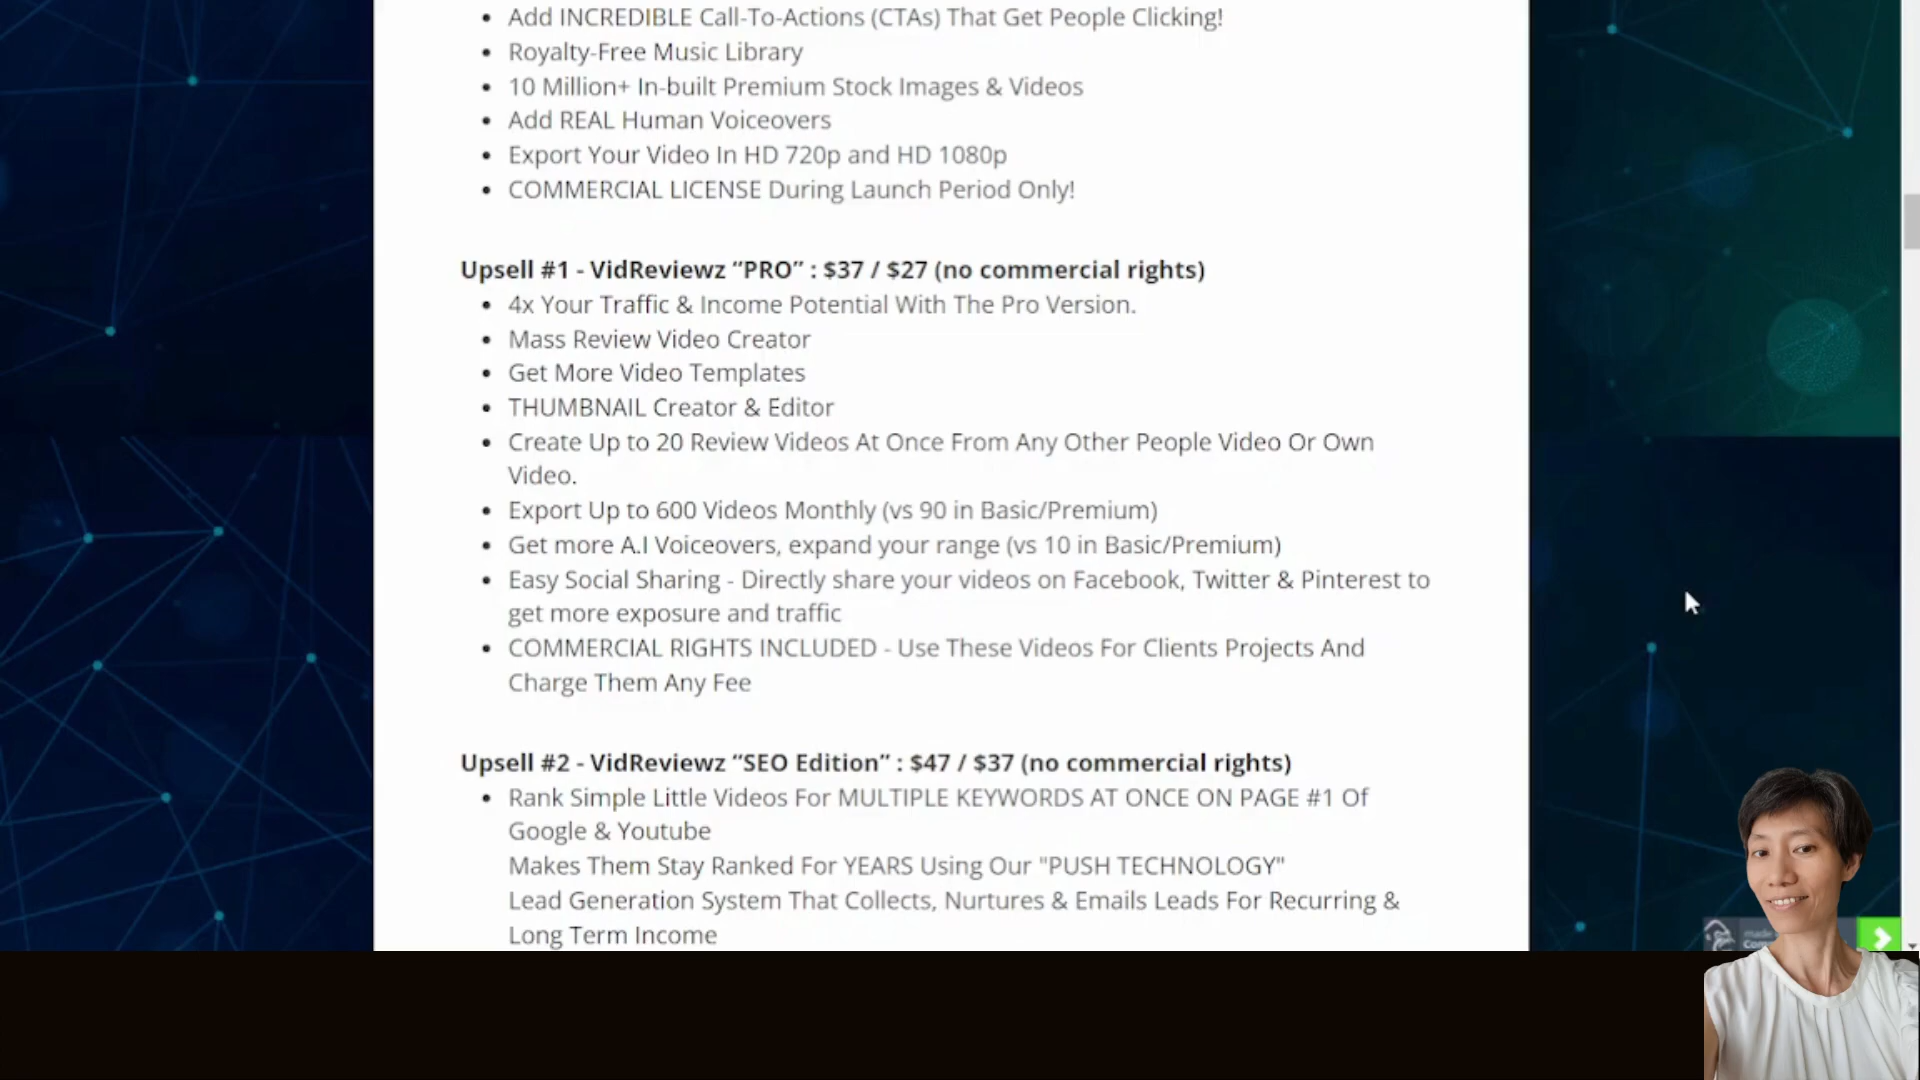 Add INCREDIBLE Call-To-Actions (CTAs) That Get People Clicking!
Royalty-Free Music Library
10 Million+ In-built Premium Stock Images & Videos
Add REAL Human Voiceovers
Export Your Video In HD 720p and HD 1080p
COMMERCIAL LICENSE During Launch Period Only!
Upsell #1 - VidReviewz “PRO” : $37 / $27 (no commercial rights)
4x Your Traffic & Income Potential With The Pro Version.
Mass Review Video Creator
Get More Video Templates
THUMBNAIL Creator & Editor
Create Up to 20 Review Videos At Once From Any Other People Video Or Own
Video.
Export Up to 600 Videos Monthly (vs 90 in Basic/Premium)
Get more A.I Voiceovers, expand your range (vs 10 in Basic/Premium)
Easy Social Sharing - Directly share your videos on Facebook, Twitter & Pinterest to
get more exposure and traffic
COMMERCIAL RIGHTS INCLUDED - Use These Videos For Clients Projects And
Charge Them Any Fee
Upsell #2 - VidReviewz “SEO Edition” : $47 / $37 (no commercial rights)
Rank Simple Little Videos For MULTIPLE KEYWORDS AT ONCE ON PAGE #1 Of
Google & Youtube
Makes Them Stay Ranked For YEARS Using Our "PUSH TECHNOLOGY"
Lead Generation System That Collects, Nurtures & Emails Leads For Recurring &
Long Term Income